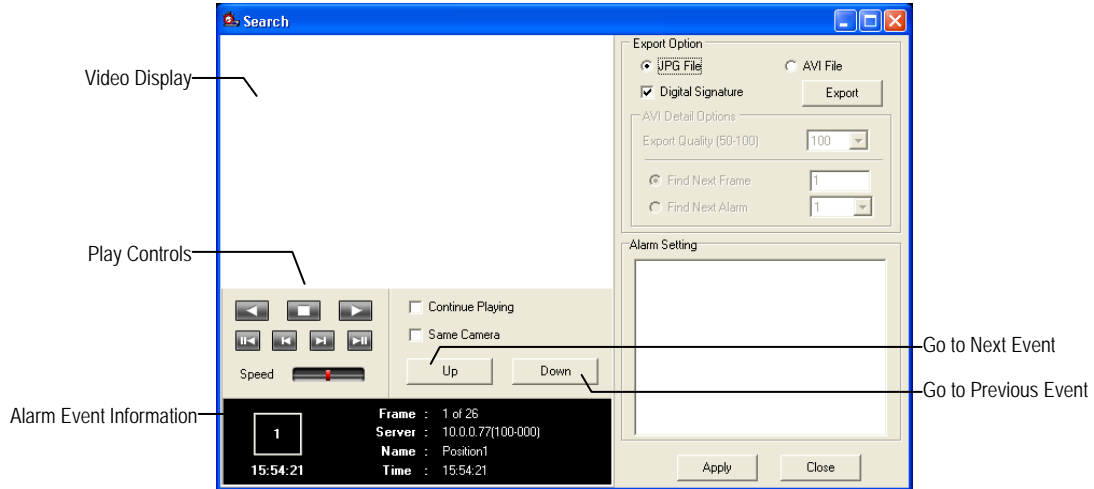 Search
Video Display
Play Controls
Alarm Event Information
Continue Playing
Same Camera
Up
Down
Speed
1
15:54:21
Frame : 1 of 26
Server : 10.0.0.77(100-000)
Name : Position1
Time : 15:54:21
Export Option
JPG File
AVI File
Digital Signature
Export
AVI Detail Options
Export Quality (50-100)
100
Find Next Frame
1
Find Next Alarm
1
Alarm Setting
Apply
Close
Go to Next Event
Go to Previous Event